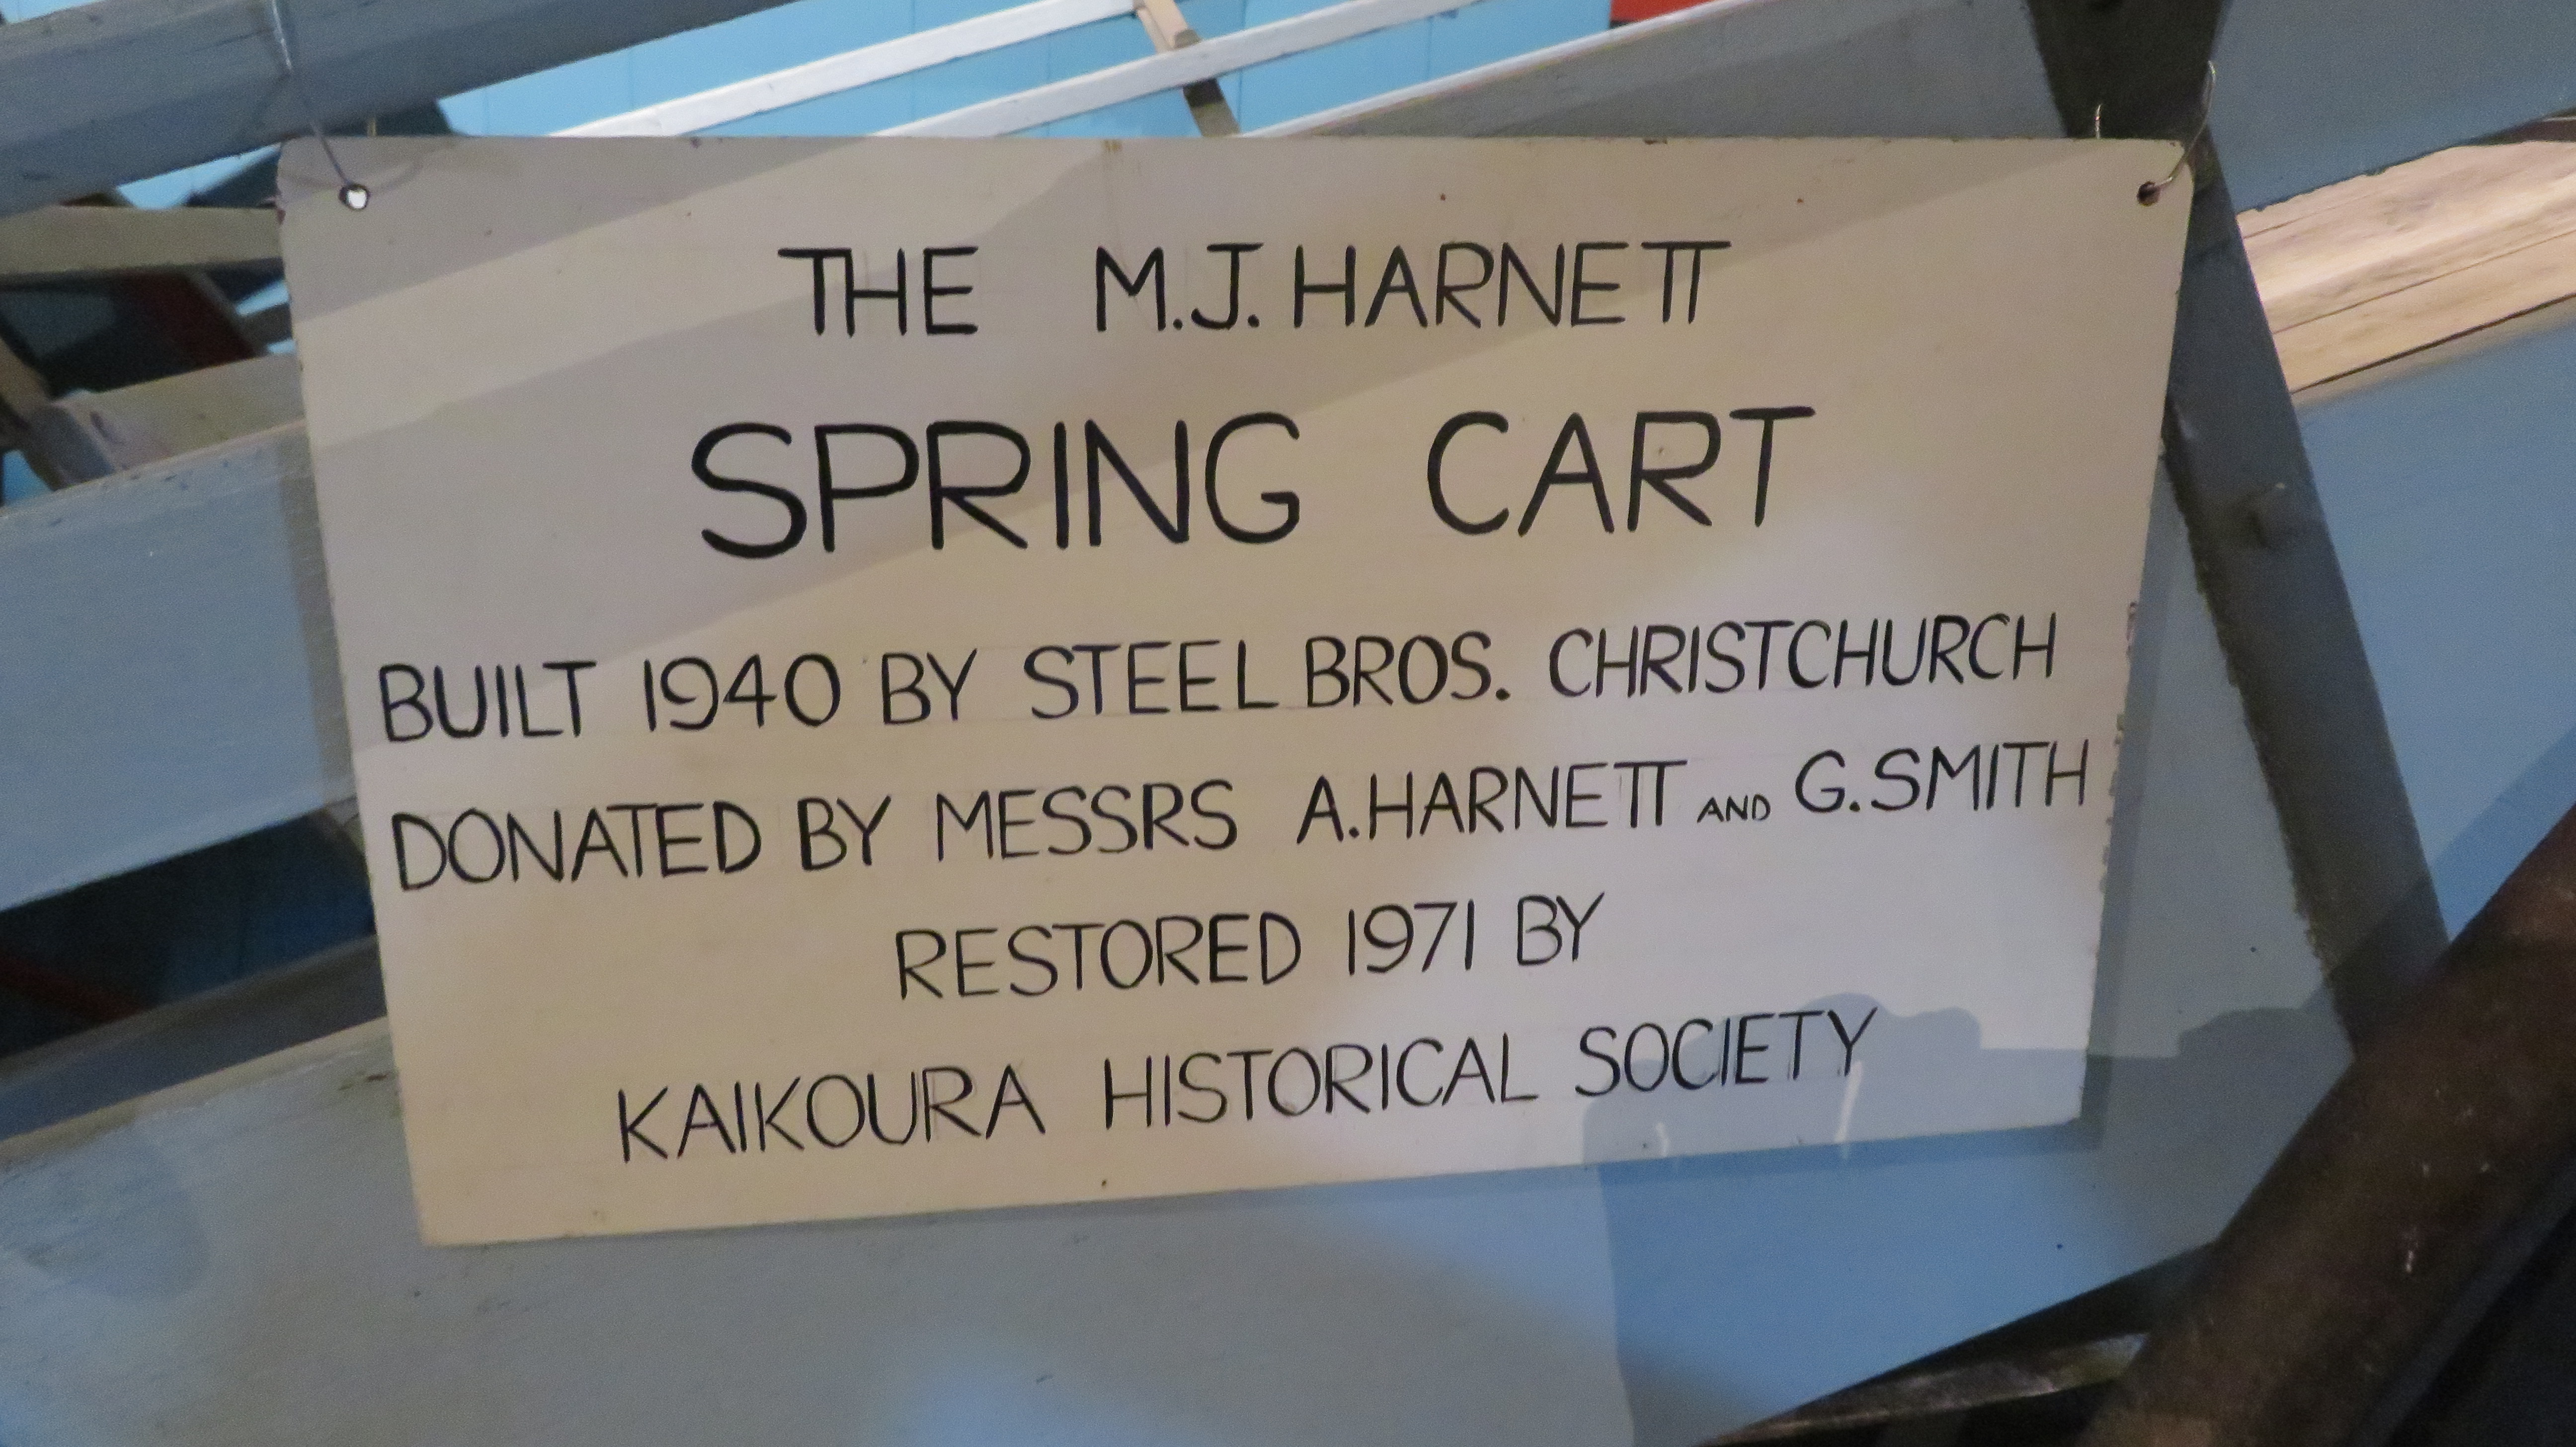 THE M.J. HARNETT
SPRING CART
BUILT 1940 BY STEEL BROS. CHRISTCHURCH
DONATED BY MESSRS A.HARNETT AND G.SMITH
RESTORED 1971 BY
KAIKOURA HISTORICAL SOCIETY